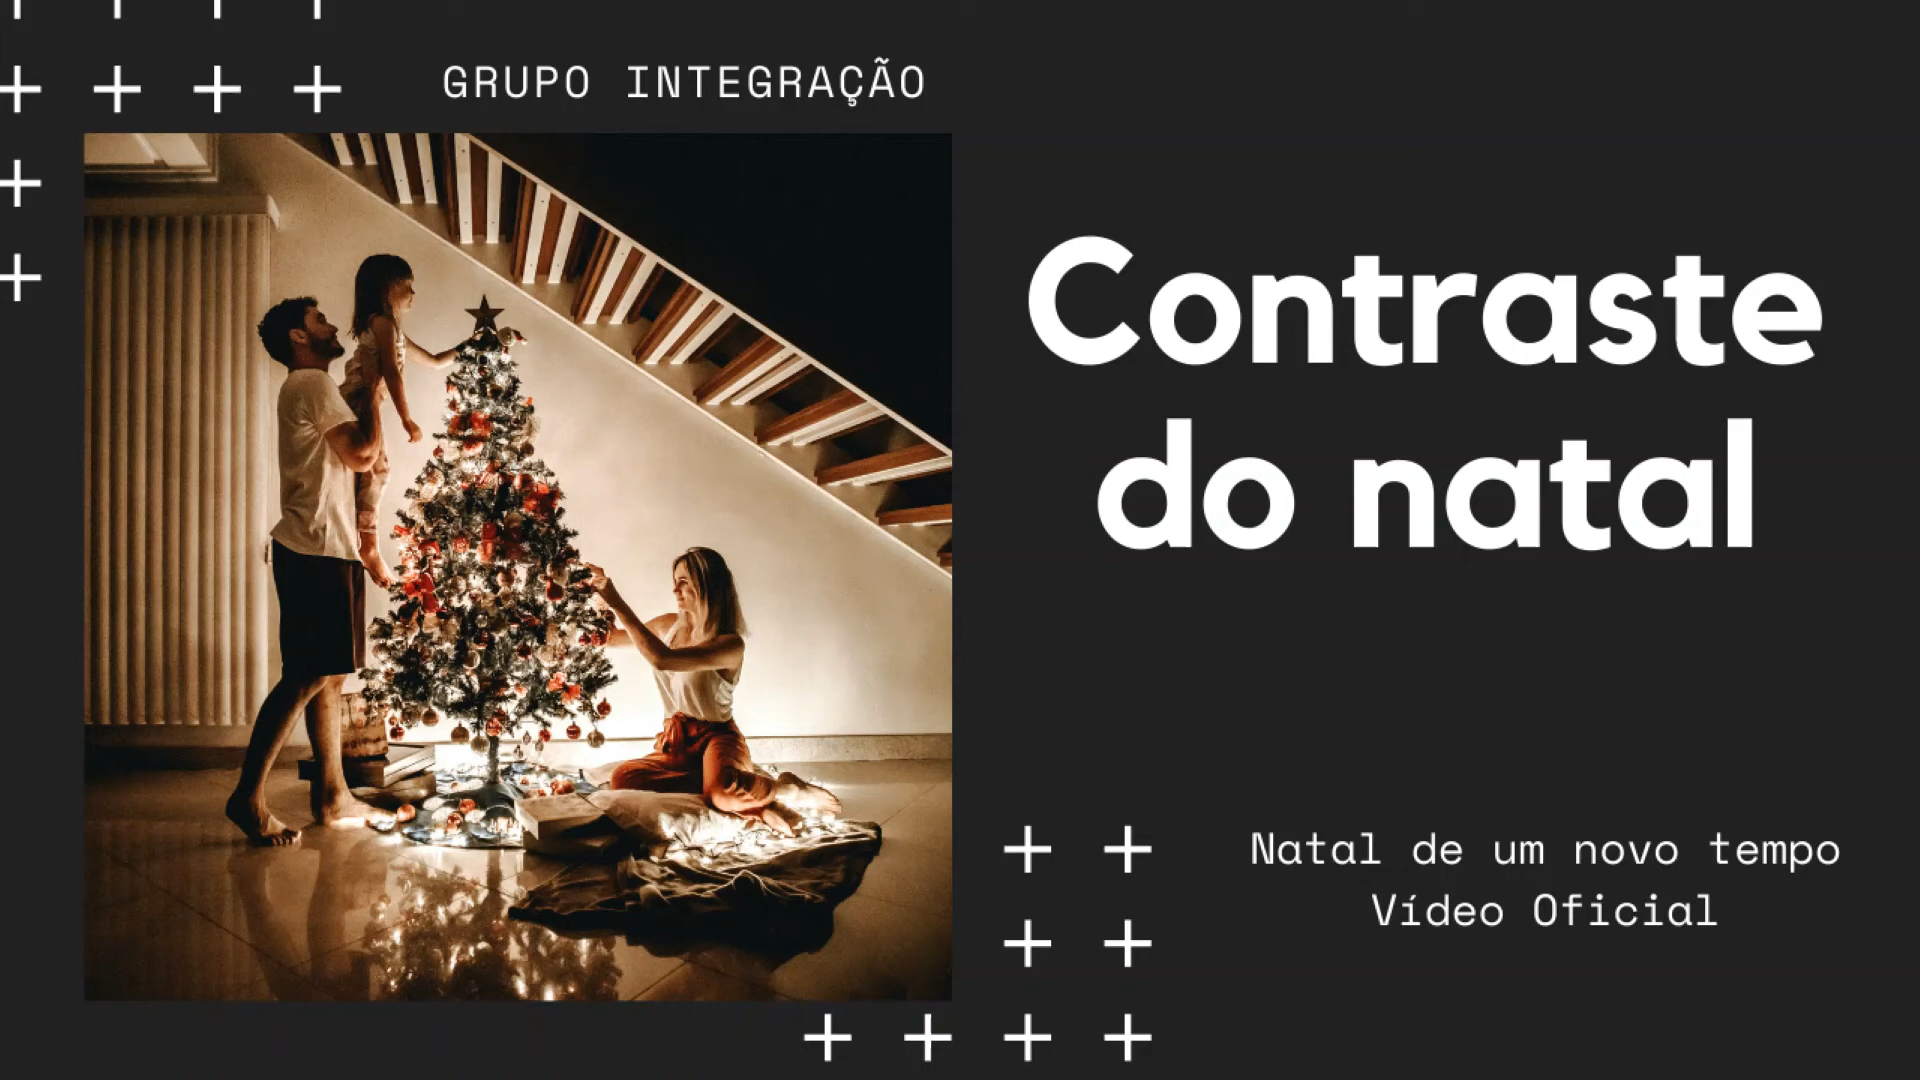 GRUPO INTEGRAÇÃO
Contraste
do natal
Natal de um novo tempo
Vídeo Oficial